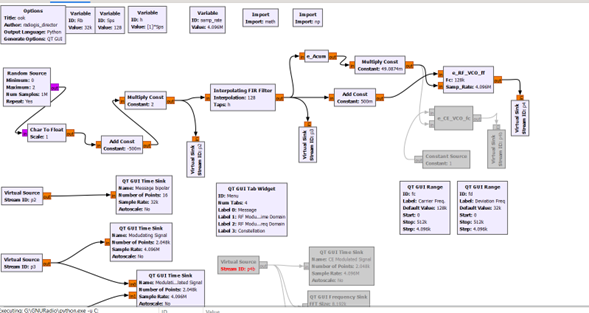 Options
Title: ook
Author: radiogis_director
Output Language: Python
Generate Options: QT GUI
Variable
ID: Rb
Value: 32k
Variable
ID: Sps
Value: 128
Variable
ID: h
Value: [1]*Sps
Variable
ID: samp_rate
Value: 4.096M
Import
Import: math
Import
Import: np
Random Source
Minimum: 0
Maximum: 2
Num Samples: 1M
Repeat: Yes
Char To Float
Scale: 1
Add Const
Constant: -500m
Multiply Const
Constant: 2
Virtual Sink
Stream ID: p2
Interpolating FIR Filter
Interpolation: 128
Taps: h
Virtual Sink
Stream ID: p3
e_Acum
Multiply Const
Constant: 49.0874m
Add Const
Constant: 500m
e_RF_VCO_ff
Fc: 128k
Samp_Rate: 4.096M
Virtual Sink
Stream ID: p4
e_CE_VCO_fc
Virtual Sink
Constant Source
Constant: 1
Virtual Source
Stream ID: p2
QT GUI Time Sink
Name: Message bipolar
Number of Points: 16
Sample Rate: 32k
Autoscale: No
QT GUI Tab Widget
ID: Menu
Num Tabs: 4
Label 0: Message
Label 1: RF Modu...ime Domain
Label 2: RF Modu...req Domain
Label 3: Constellation
QT GUI Range
ID: fc
Label: Carrier Freq.
Default Value: 128k
Start: 0
Stop: 512k
Step: 4.096k
QT GUI Range
ID: fd
Label: Deviation Freq
Default Value: 32k
Start: 0
Stop: 512k
Step: 4.096k
Virtual Source
Stream ID: p3
QT GUI Time Sink
Name: Modulating Signal
Number of Points: 2.048k
Sample Rate: 4.096M
Autoscale: No
QT GUI Time Sink
Name: Modulat...lated Signal
Number of Points: 2.048k
Sample Rate: 4.096M
Autoscale: No
Virtual Source
Stream ID: p45
QT GUI Time Sink
Name: CE Modulated Signal
Number of Points: 2.048k
Sample Rate: 4.096M
Autoscale: No
QT GUI Frequency Sink
Executing: G:\GNURadio\python.exe -u C
ID
Value